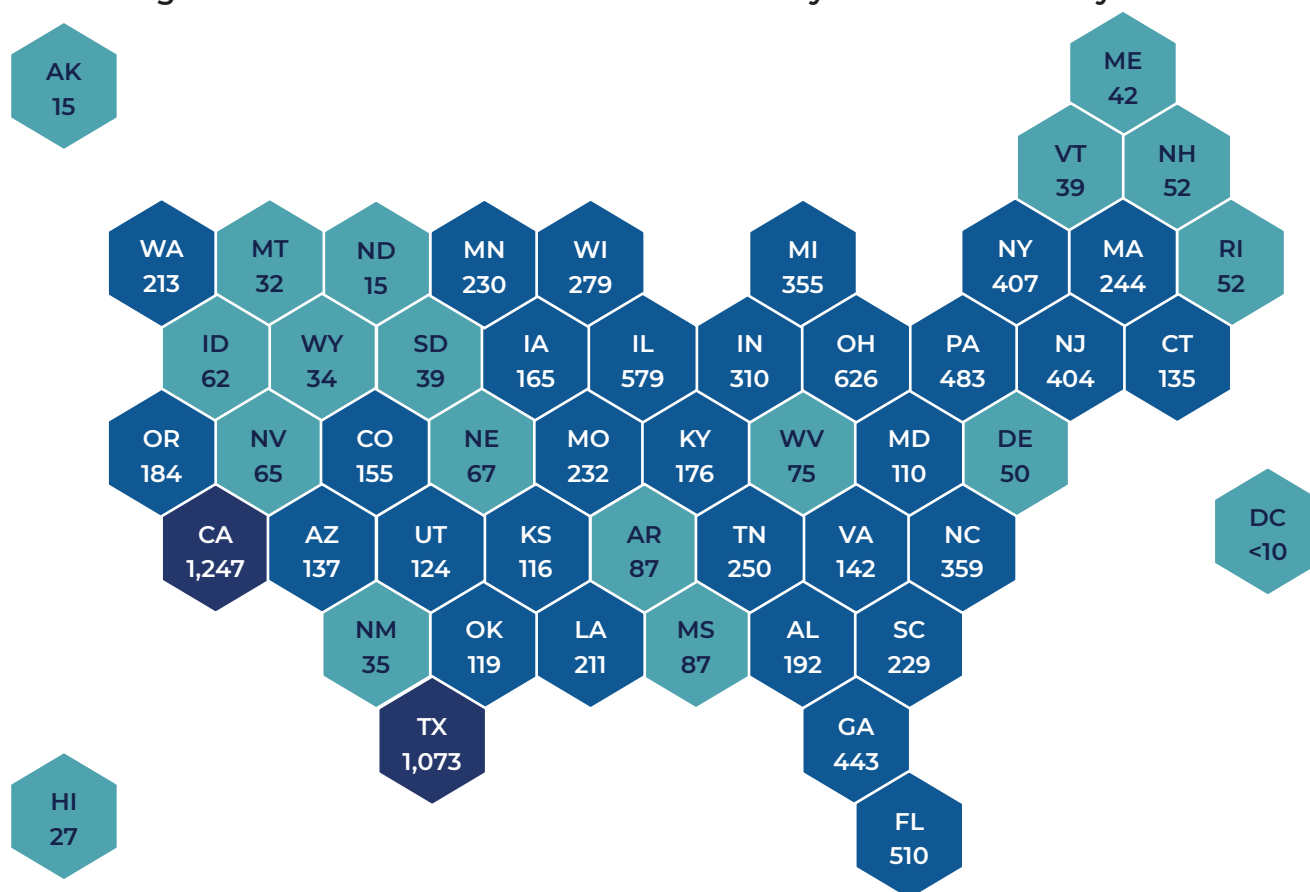 AK
15
ME
42
VT
39
NH
52
WA
213
MT
32
ND
15
MN
230
WI
279
MI
355
NY
407
MA
244
RI
52
ID
62
WY
34
SD
39
IA
165
IL
579
IN
310
OH
626
PA
483
NJ
404
CT
135
OR
184
NV
65
CO
155
NE
67
MO
232
KY
176
WV
75
MD
110
DE
50
CA
1,247
AZ
137
UT
124
KS
116
AR
87
TN
250
VA
142
NC
359
DC
<10
NM
35
OK
119
LA
211
MS
87
AL
192
SC
229
TX
1,073
GA
443
HI
27
FL
510